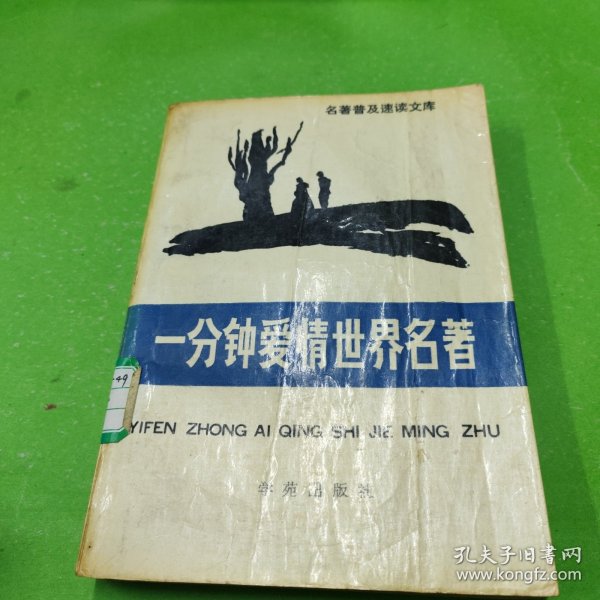 名著普及速读文库
一分钟爱情世界名著
49
YIFEN ZHONG AI QING SHI JIE MING ZHU
学苑出版社
孔夫子旧书网
www.kongfz.com